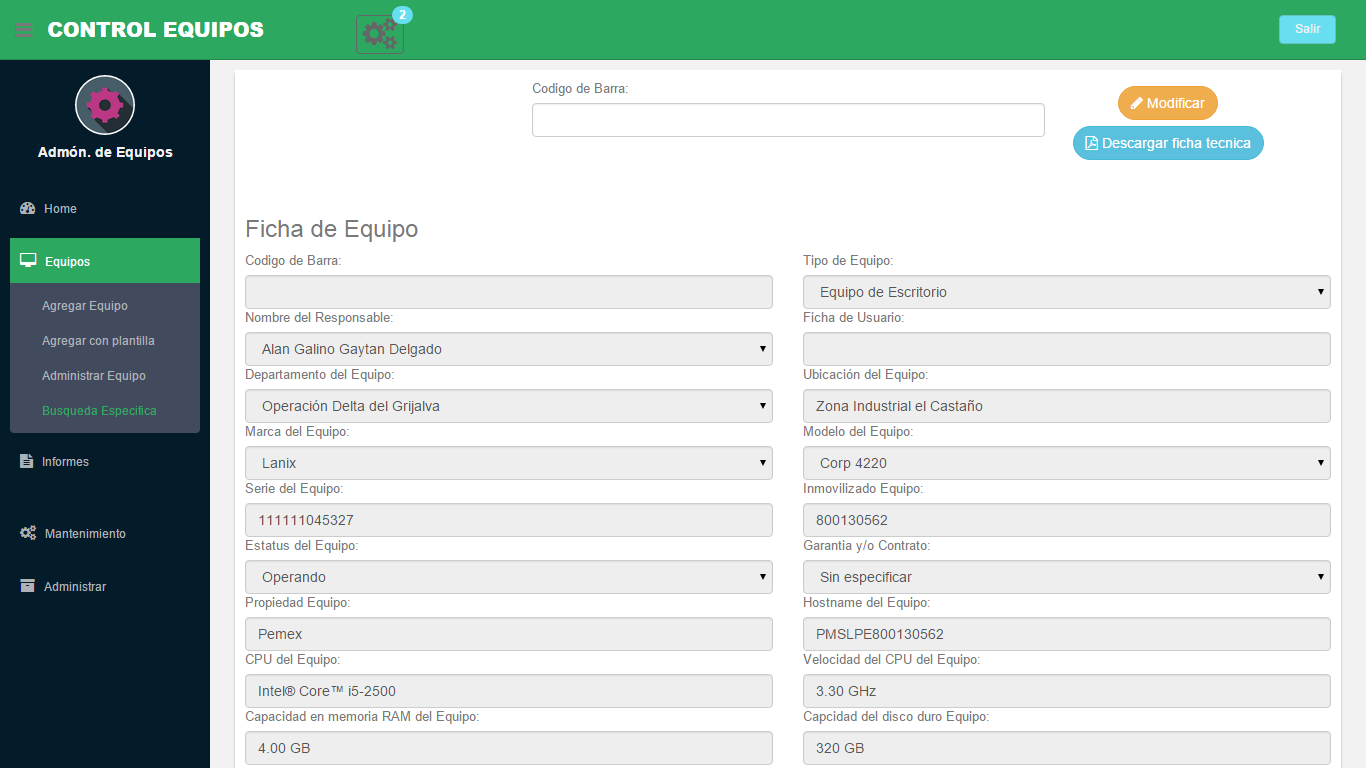 CONTROL EQUIPOS
2
Salir
Admón. de Equipos
Home
Equipos
Agregar Equipo
Agregar con plantilla
Administrar Equipo
Busqueda Especifica
Informes
Mantenimiento
Administrar
Codigo de Barra:
Modificar
Descargar ficha tecnica
Ficha de Equipo
Codigo de Barra:
Tipo de Equipo:
Equipo de Escritorio
Nombre del Responsable:
Ficha de Usuario:
Alan Galino Gaytan Delgado
Departamento del Equipo:
Ubicación del Equipo:
Operación Delta del Grijalva
Zona Industrial el Castaño
Marca del Equipo:
Modelo del Equipo:
Lanix
Corp 4220
Serie del Equipo:
Inmovilizado Equipo:
111111045327
800130562
Estatus del Equipo:
Garantia y/o Contrato:
Operando
Sin especificar
Propiedad Equipo:
Hostname del Equipo:
Pemex
PMSLPE800130562
CPU del Equipo:
Velocidad del CPU del Equipo:
Intel® Core™ i5-2500
3.30 GHz
Capacidad en memoria RAM del Equipo:
Capcidad del disco duro Equipo:
4.00 GB
320 GB